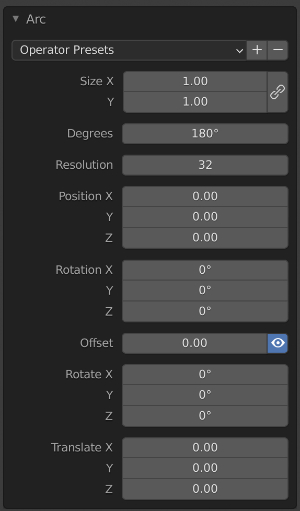 Arc
Operator Presets
Size X 1.00
Y 1.00
Degrees 180°
Resolution 32
Position X 0.00
Y 0.00
Z 0.00
Rotation X 0°
Y 0°
Z 0°
Offset 0.00
Rotate X 0°
Y 0°
Z 0°
Translate X 0.00
Y 0.00
Z 0.00